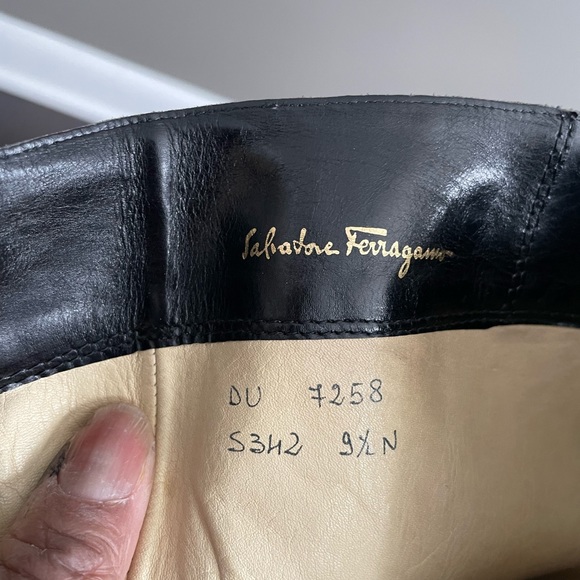 Salvatore Ferragamo
DU 7258
S342 9½N